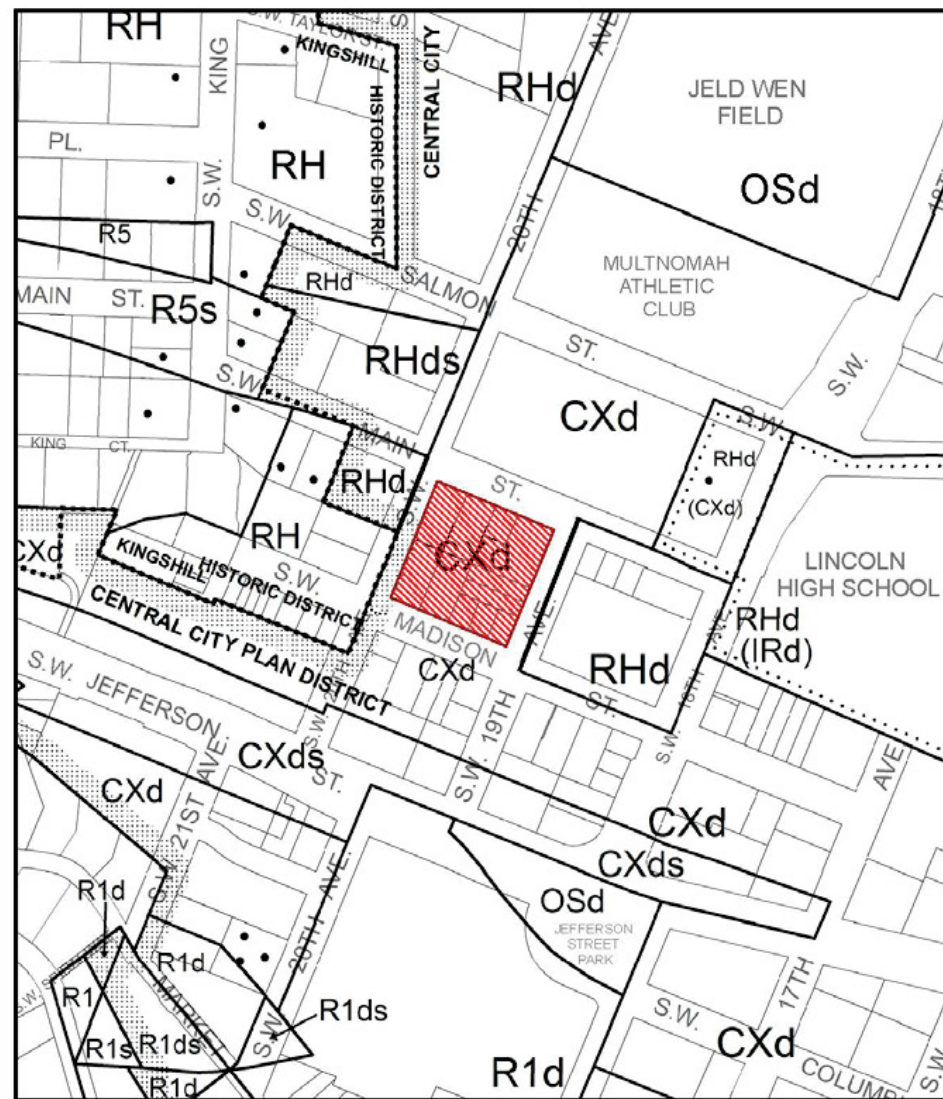 S.W. TAYLOR ST.
RH
KINGSHILL
HISTORIC DISTRICT
CENTRAL CITY
KING
S.W.
RHd
AVE
20TH
JELD WEN
FIELD
OSd
PL.
RH
S.W.
SALMON
ST.
MULTNOMAH
ATHLETIC
CLUB
R5
RHd
MAIN ST.
R5s
RHds
S.W.
MAIN
ST.
CXd
S.W.
S.W.
RHd
(CXd)
KING CT.
RHd
S.W.
RH
CXd
CXd
KINGSHILL
HISTORIC DISTRICT
S.W.
MADISON
ST.
AVE.
LINCOLN
HIGH SCHOOL
CENTRAL CITY PLAN DISTRICT
CXd
RHd
AVE
RHd
(IRd)
S.W. JEFFERSON
ST.
CXds
S.W. 19TH
S.W. 18TH
AVE
CXd
S.W. 21ST AVE.
CXd
CXds
OSd
JEFFERSON
STREET
PARK
R1d
R1d
S.W. 20TH AVE.
MARKET
R1
R1s
R1ds
R1ds
R1d
R1d
17TH
S.W.
CXd
S.W.